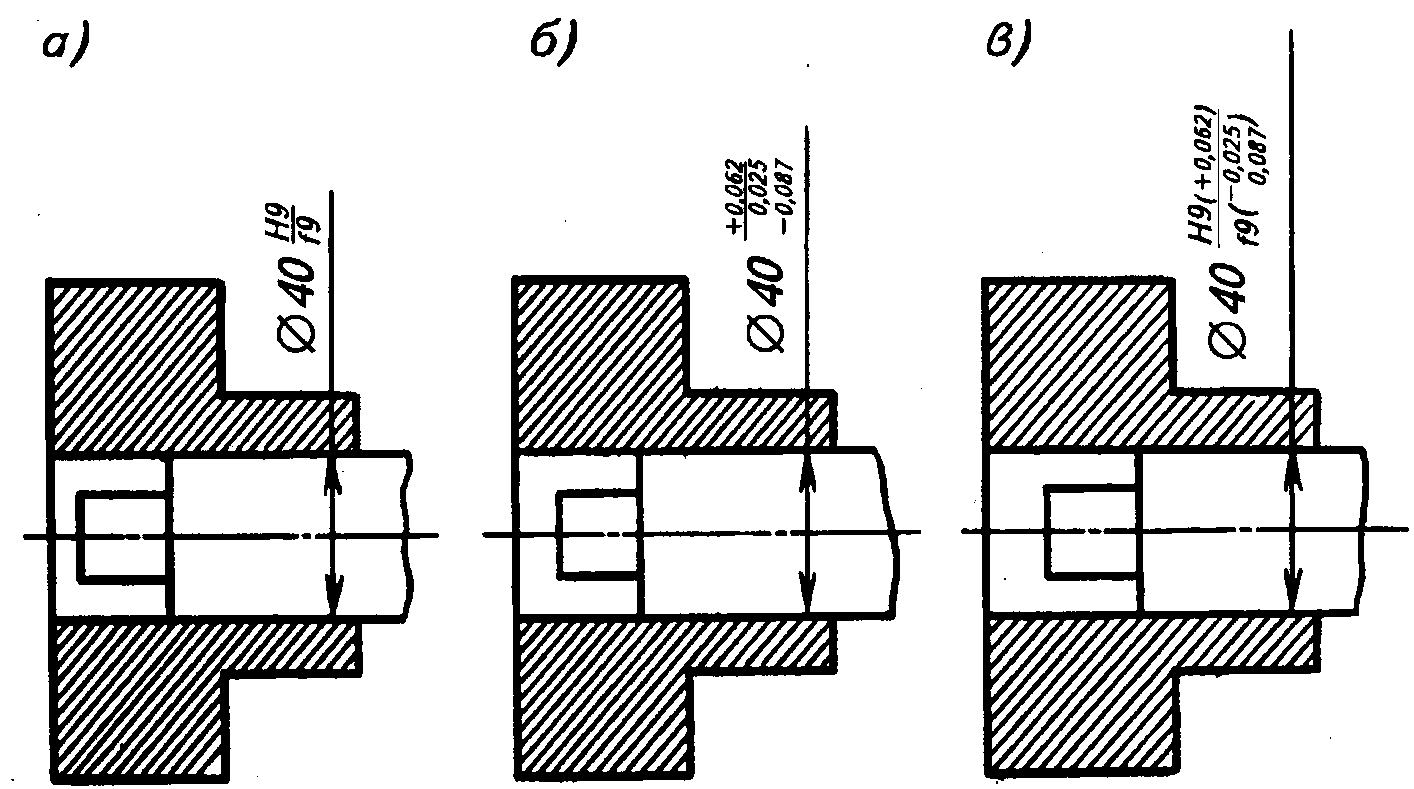 а)
Ø 40 H9
f9
б)
Ø 40 +0,062
0,025
-0,087
в)
Ø 40 H9(+0,062)
f9(-0,025
0,087)